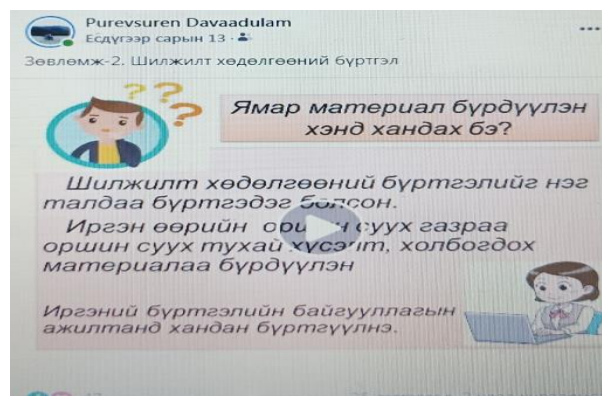 Purevsuren Davaadulam
Есдүгээр сарын 13 ·
Зөвлөмж-2. Шилжилт хөдөлгөөний бүртгэл
Ямар материал бүрдүүлэн
хэнд хандах бэ?
Шилжилт хөдөлгөөний бүртгэлийг нэг
талдаа бүртгэдэг болсон.
Иргэн өөрийн суух газраа
оршин суух тухай хүсэлт, холбогдох
материалаа бүрдүүлэн
Иргэний бүртгэлийн байгууллагын
ажилтанд хандан бүртгүүлнэ.